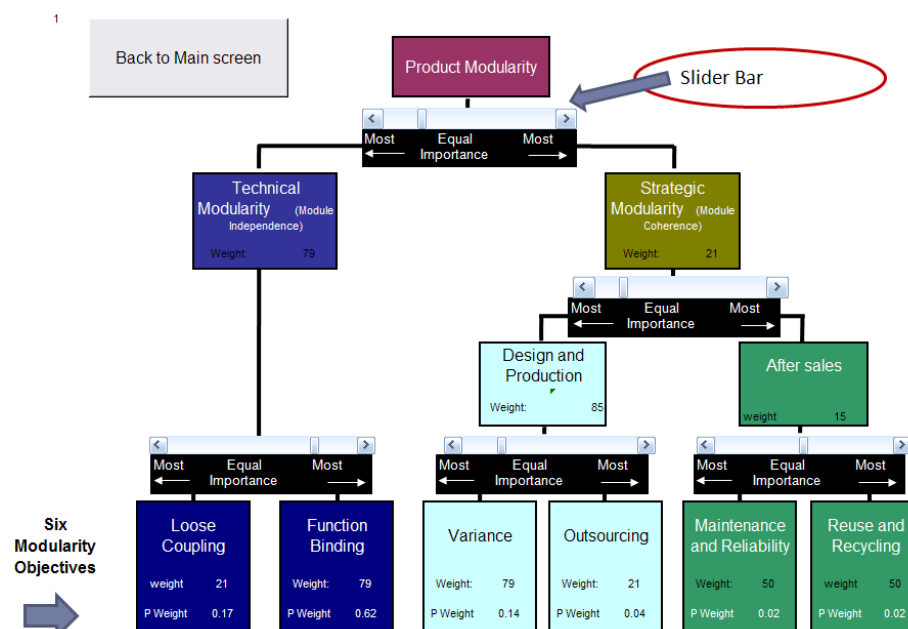 1
Back to Main screen
Product Modularity
Slider Bar
Most Equal Importance Most
Technical Modularity (Module Independence)
Weight: 79
Strategic Modularity (Module Coherence)
Weight: 21
Most Equal Importance Most
Design and Production
Weight: 85
After sales
weight 15
Most Equal Importance Most
Most Equal Importance Most
Most Equal Importance Most
Six
Modularity
Objectives
Loose Coupling
weight 21
P Weight 0.17
Function Binding
Weight: 79
P Weight 0.62
Variance
Weight: 79
P Weight 0.14
Outsourcing
Weight: 21
P Weight 0.04
Maintenance and Reliability
Weight: 50
P Weight 0.02
Reuse and Recycling
weight 50
P Weight 0.02